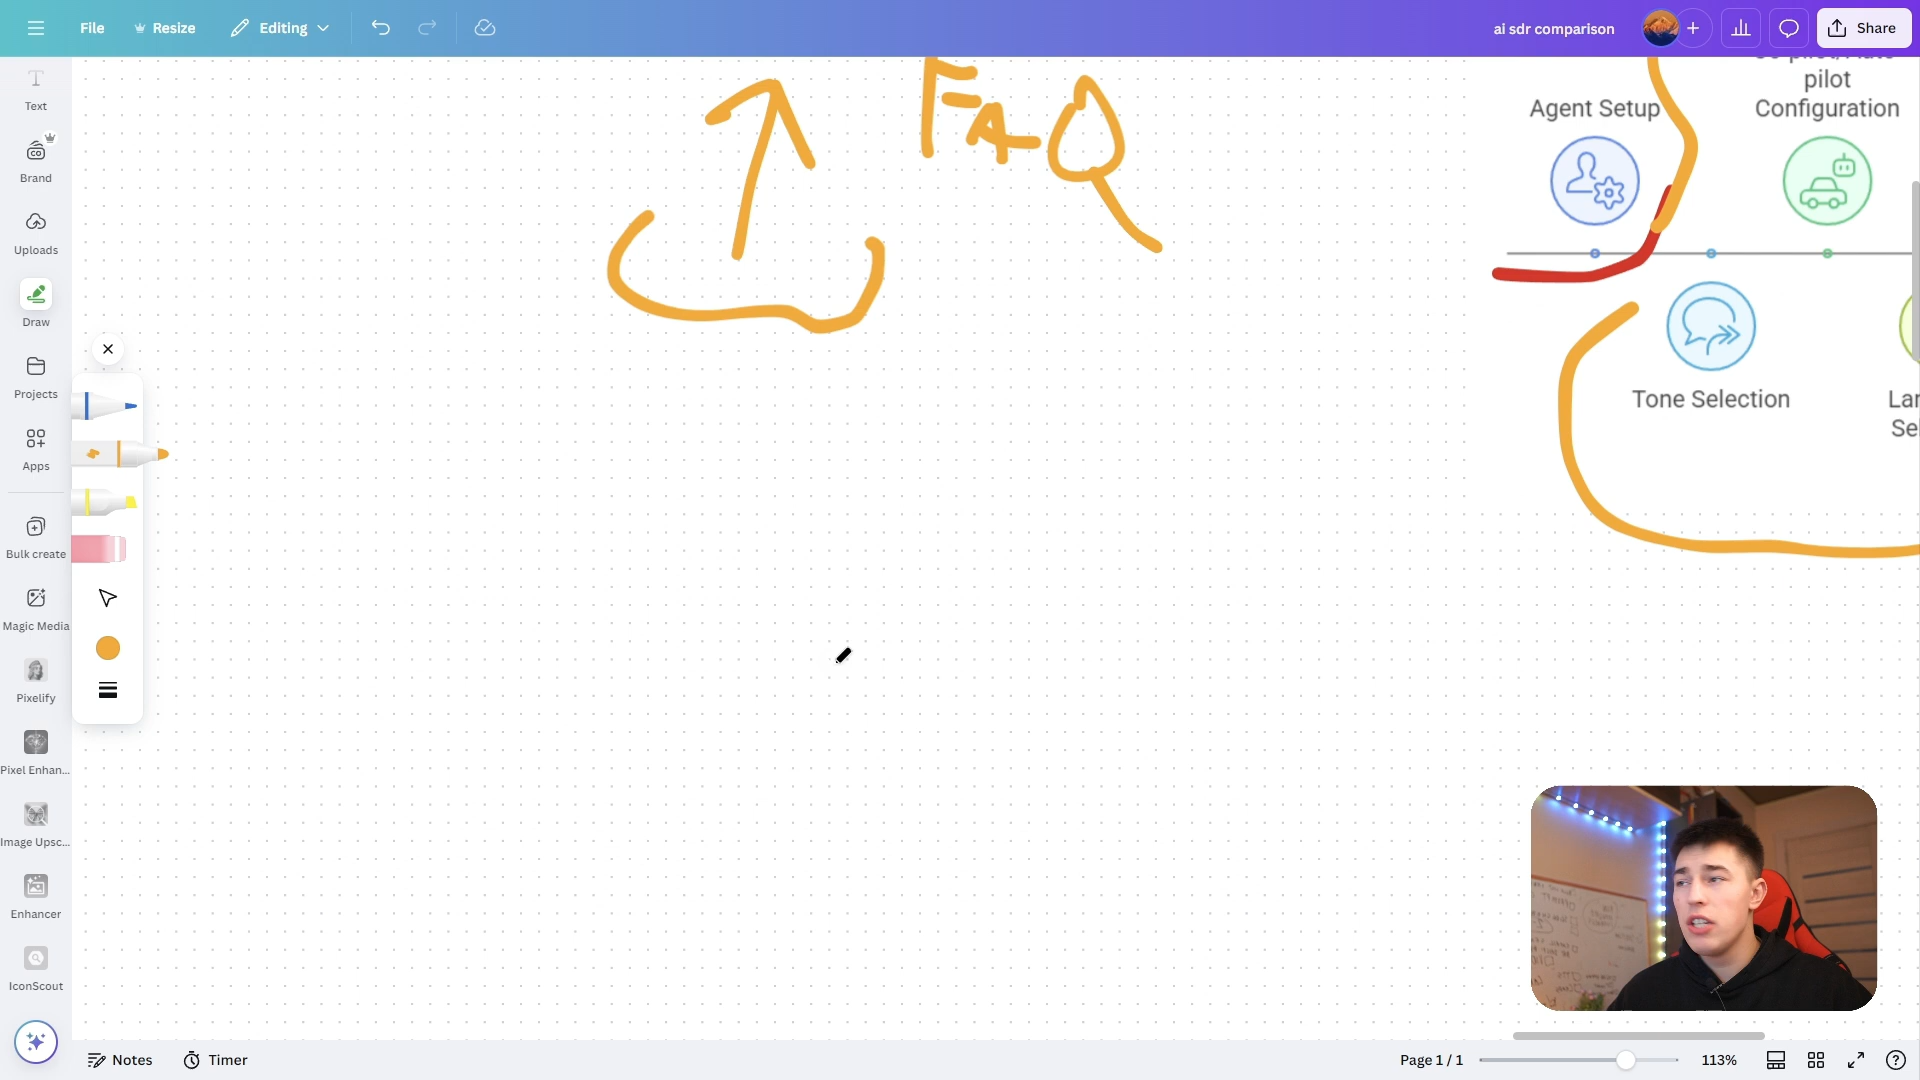 File
Resize
Editing
ai sdr comparison
Share
Text
Brand
Uploads
Draw
Projects
Apps
Bulk create
Magic Media
Pixelify
Pixel Enhan...
Image Upsc...
Enhancer
IconScout
FAQ
Agent Setup
pilot
Configuration
Tone Selection
Notes
Timer
Page 1 / 1
113%